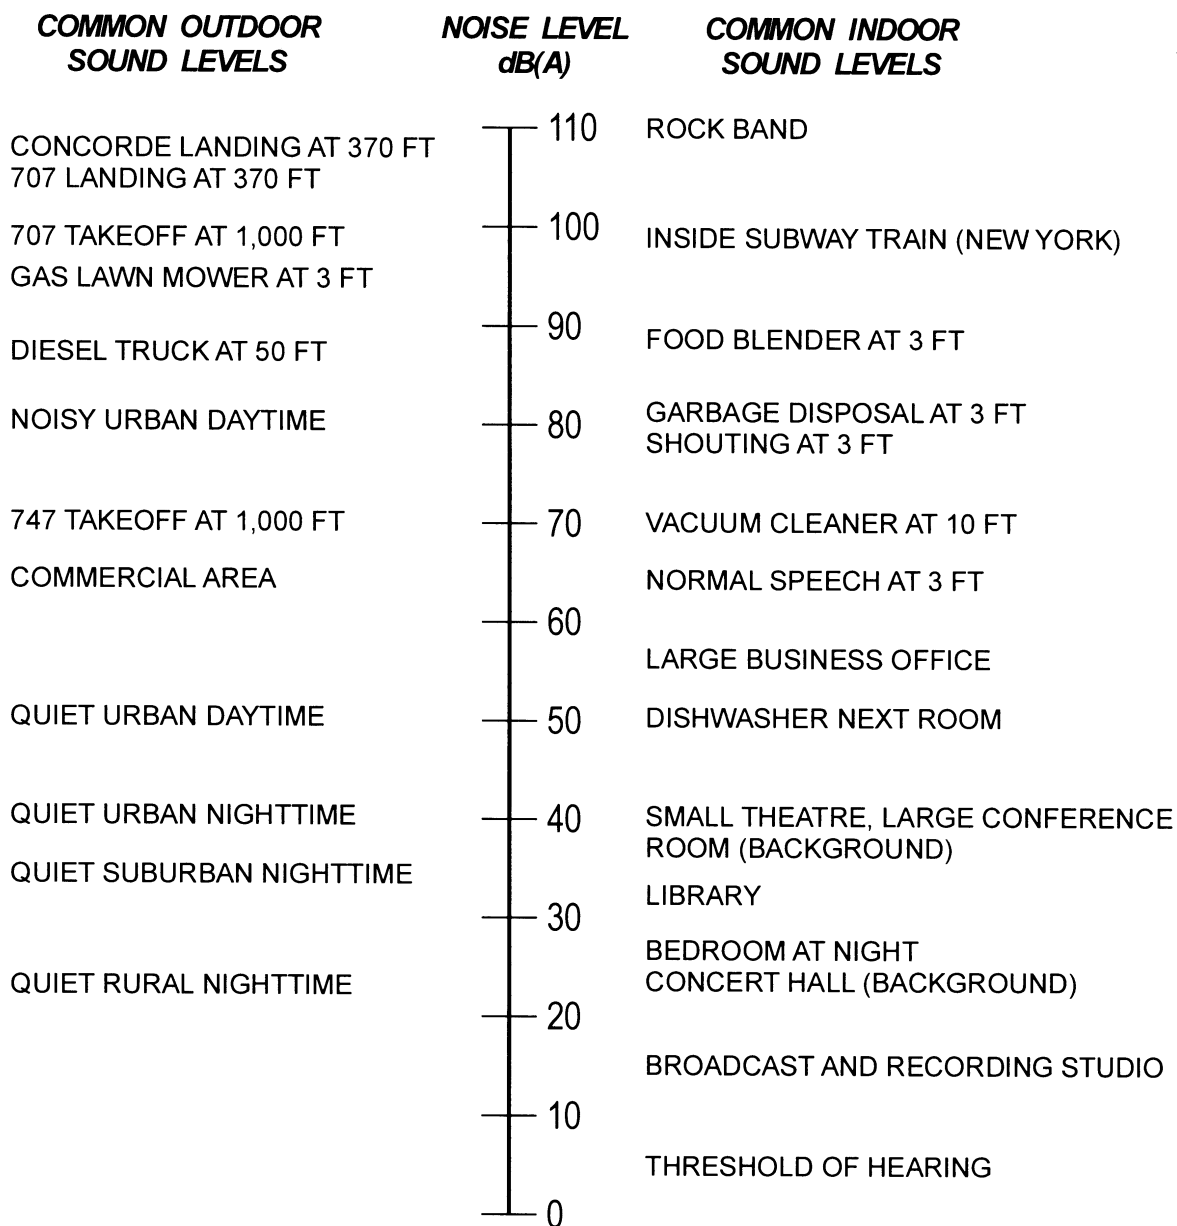 COMMON OUTDOOR
SOUND LEVELS
NOISE LEVEL
dB(A)
COMMON INDOOR
SOUND LEVELS
110
ROCK BAND
CONCORDE LANDING AT 370 FT
707 LANDING AT 370 FT
707 TAKEOFF AT 1,000 FT
100
INSIDE SUBWAY TRAIN (NEW YORK)
GAS LAWN MOWER AT 3 FT
90
DIESEL TRUCK AT 50 FT
FOOD BLENDER AT 3 FT
NOISY URBAN DAYTIME
80
GARBAGE DISPOSAL AT 3 FT
SHOUTING AT 3 FT
747 TAKEOFF AT 1,000 FT
70
VACUUM CLEANER AT 10 FT
COMMERCIAL AREA
NORMAL SPEECH AT 3 FT
60
LARGE BUSINESS OFFICE
QUIET URBAN DAYTIME
50
DISHWASHER NEXT ROOM
QUIET URBAN NIGHTTIME
40
SMALL THEATRE, LARGE CONFERENCE
ROOM (BACKGROUND)
QUIET SUBURBAN NIGHTTIME
LIBRARY
30
BEDROOM AT NIGHT
CONCERT HALL (BACKGROUND)
QUIET RURAL NIGHTTIME
20
BROADCAST AND RECORDING STUDIO
10
THRESHOLD OF HEARING
0